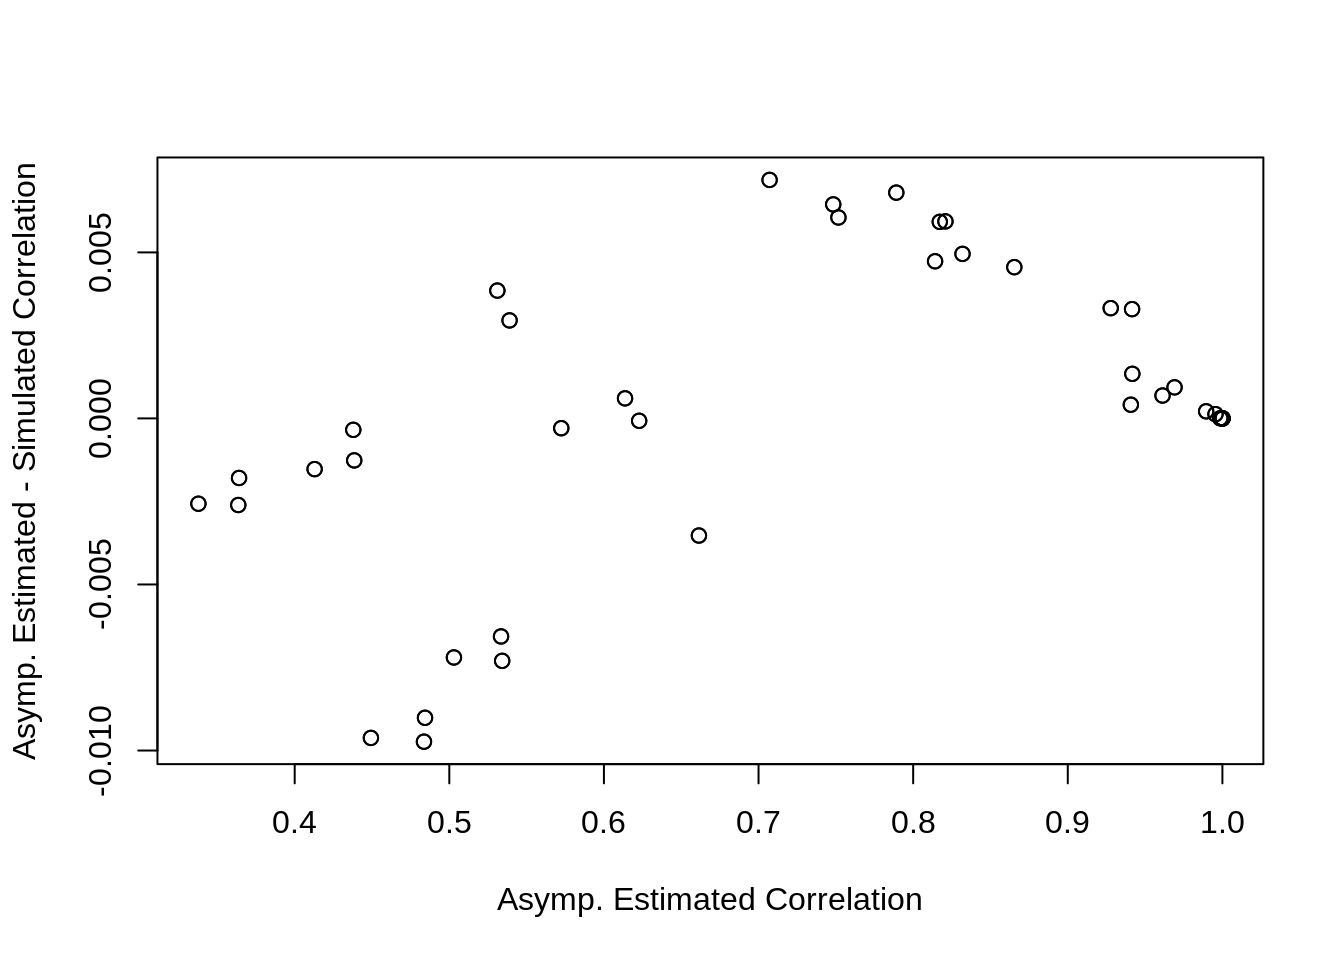 Asymp. Estimated - Simulated Correlation
0.005
0.000
-0.005
-0.010
0.4 0.5 0.6 0.7 0.8 0.9 1.0
Asymp. Estimated Correlation